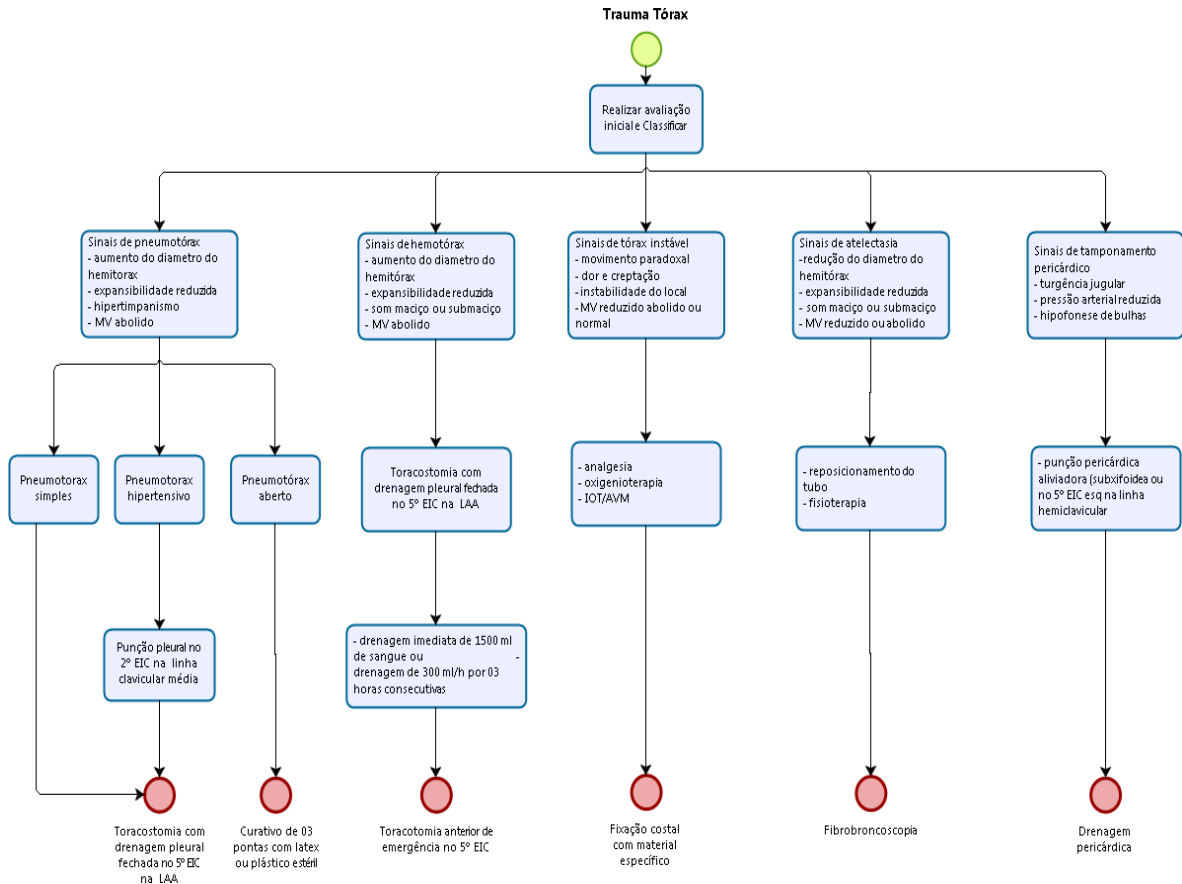 Trauma Tórax
Realizar avaliação
inicial e Classificar
Sinais de pneumotórax
- aumento do diametro do
hemitorax
- expansibilidade reduzida
- hipertimpanismo
- MV abolido
Sinais de hemotórax
- aumento do diametro do
hemitórax
- expansibilidade reduzida
- som maciço ou submaciço
- MV abolido
Sinais de tórax instável
- movimento paradoxal
- dor e creptação
- instabilidade do local
- MV reduzido abolido ou
normal
Sinais de atelectasia
-redução do diametro do
hemitórax
- expansibilidade reduzida
- som maciço ou submaciço
- MV reduzido ou abolido
Sinais de tamponamento
pericárdico
- turgência jugular
- pressão arterial reduzida
- hipofonese de bulhas
Pneumotorax
simples
Pneumotorax
hipertensivo
Pneumotórax
aberto
Toracostomia com
drenagem pleural fechada
no 5º EIC na LAA
- analgesia
- oxigenioterapia
- IOT/AVM
- reposicionamento do
tubo
- fisioterapia
- punção pericárdica
aliviadora (subxifoidea ou
no 5º EIC esq na linha
hemiclavicular
Punção pleural no
2º EIC na linha
clavicular média
- drenagem imediata de 1500 ml
de sangue ou -
drenagem de 300 ml/h por 03
horas consecutivas
Toracostomia com
drenagem pleural
fechada no 5º EIC
na LAA
Curativo de 03
pontas com latex
ou plástico estéril
Toracotomia anterior de
emergência no 5º EIC
Fixação costal
com material
específico
Fibrobroncoscopia
Drenagem
pericárdica